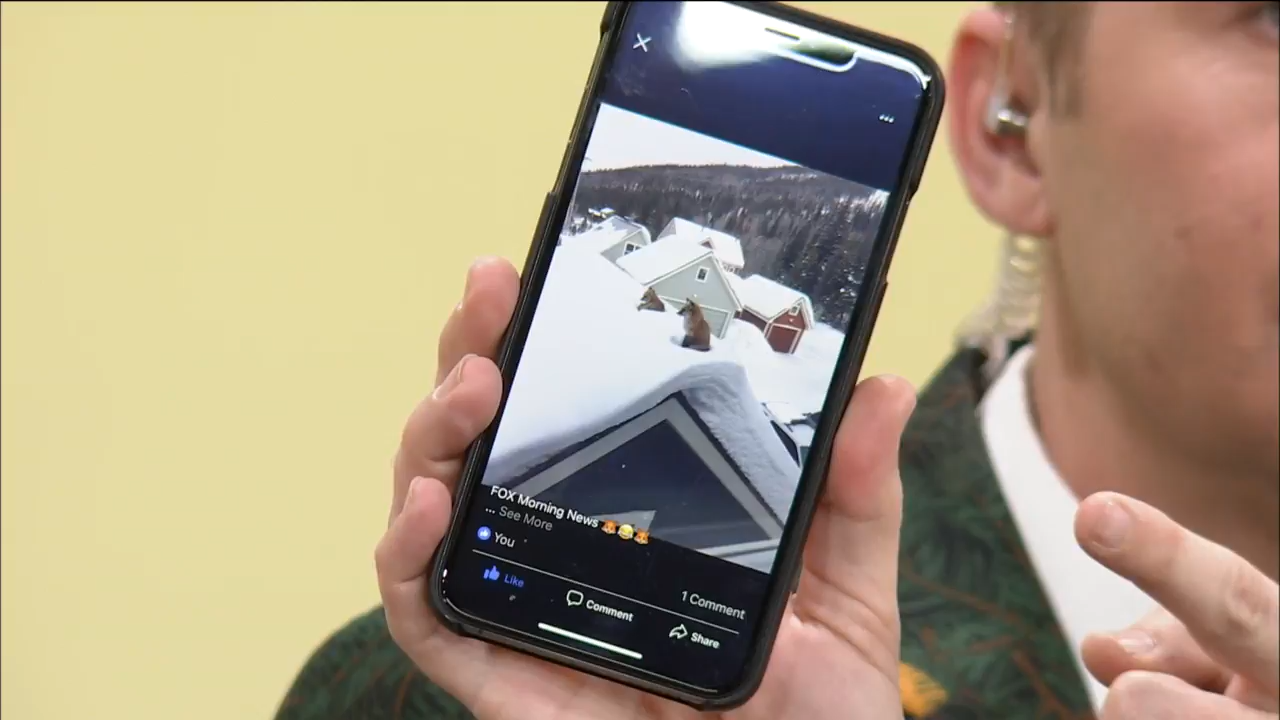 FOX Morning News 🦊😂🦊
... See More
You
Like
Comment
1 Comment
Share